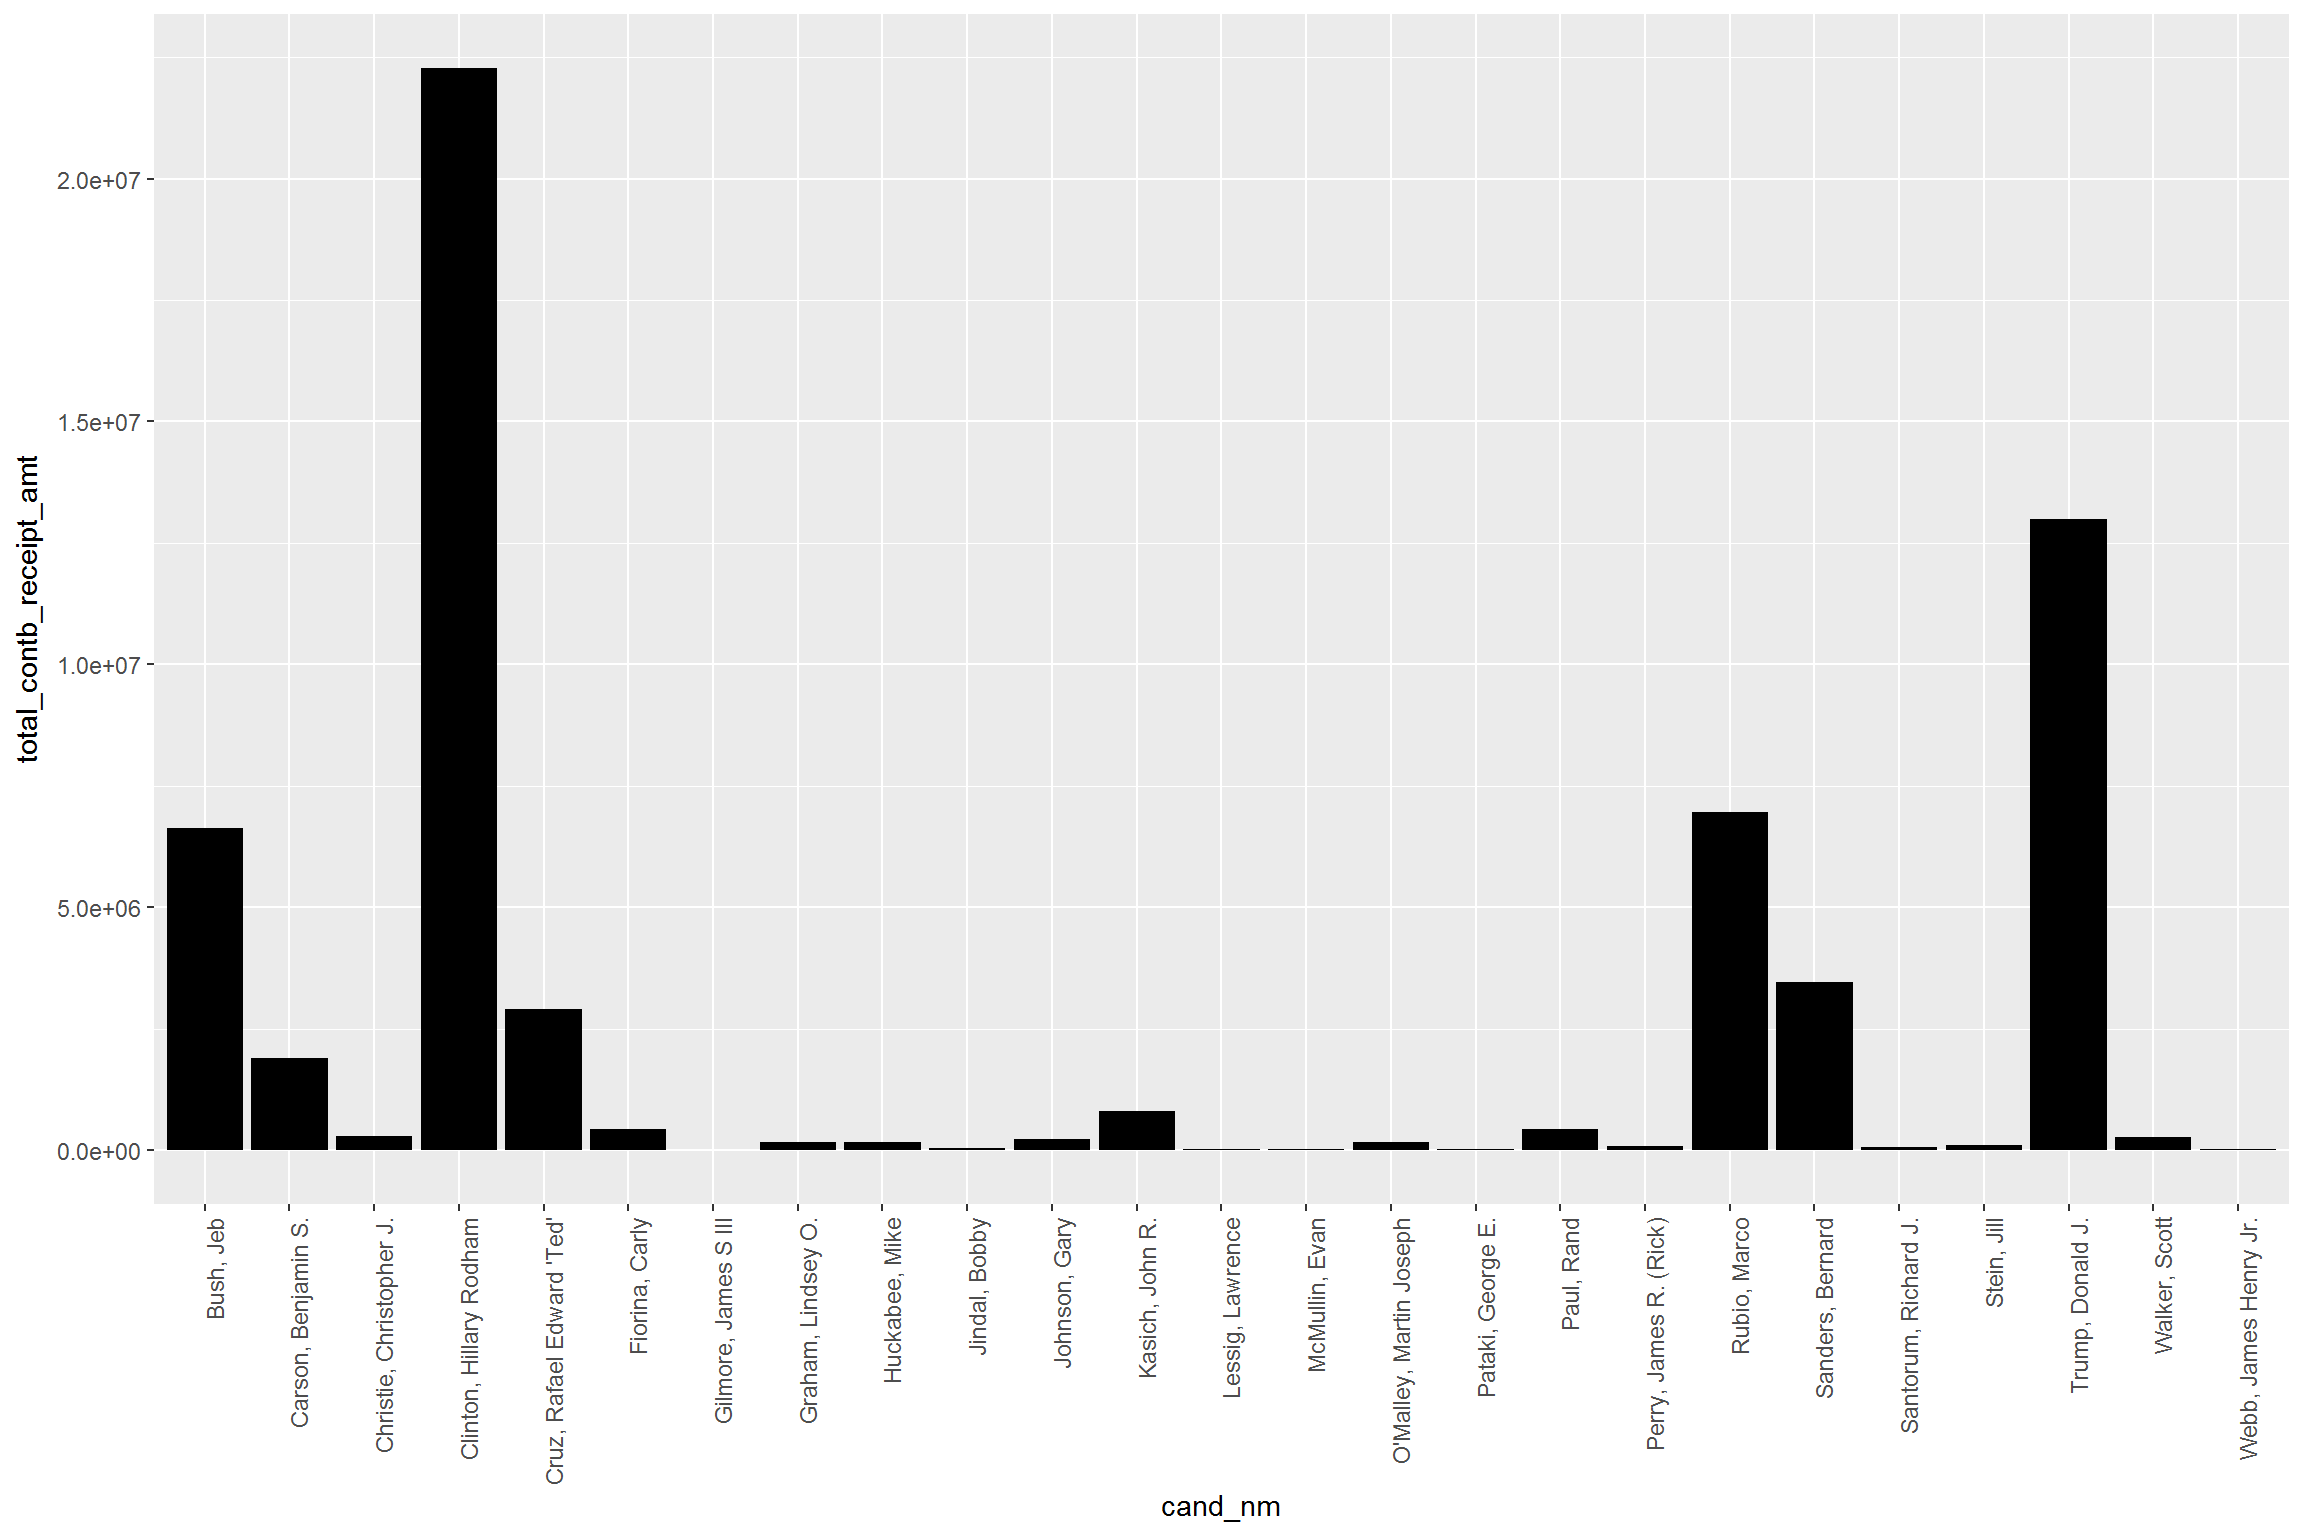 total_contb_receipt_amt
2.0e+07
1.5e+07
1.0e+07
5.0e+06
0.0e+00
Bush, Jeb
Carson, Benjamin S.
Christie, Christopher J.
Clinton, Hillary Rodham
Cruz, Rafael Edward 'Ted'
Fiorina, Carly
Gilmore, James S III
Graham, Lindsey O.
Huckabee, Mike
Jindal, Bobby
Johnson, Gary
Kasich, John R.
Lessig, Lawrence
McMullin, Evan
O'Malley, Martin Joseph
Pataki, George E.
Paul, Rand
Perry, James R. (Rick)
Rubio, Marco
Sanders, Bernard
Santorum, Richard J.
Stein, Jill
Trump, Donald J.
Walker, Scott
Webb, James Henry Jr.
cand_nm